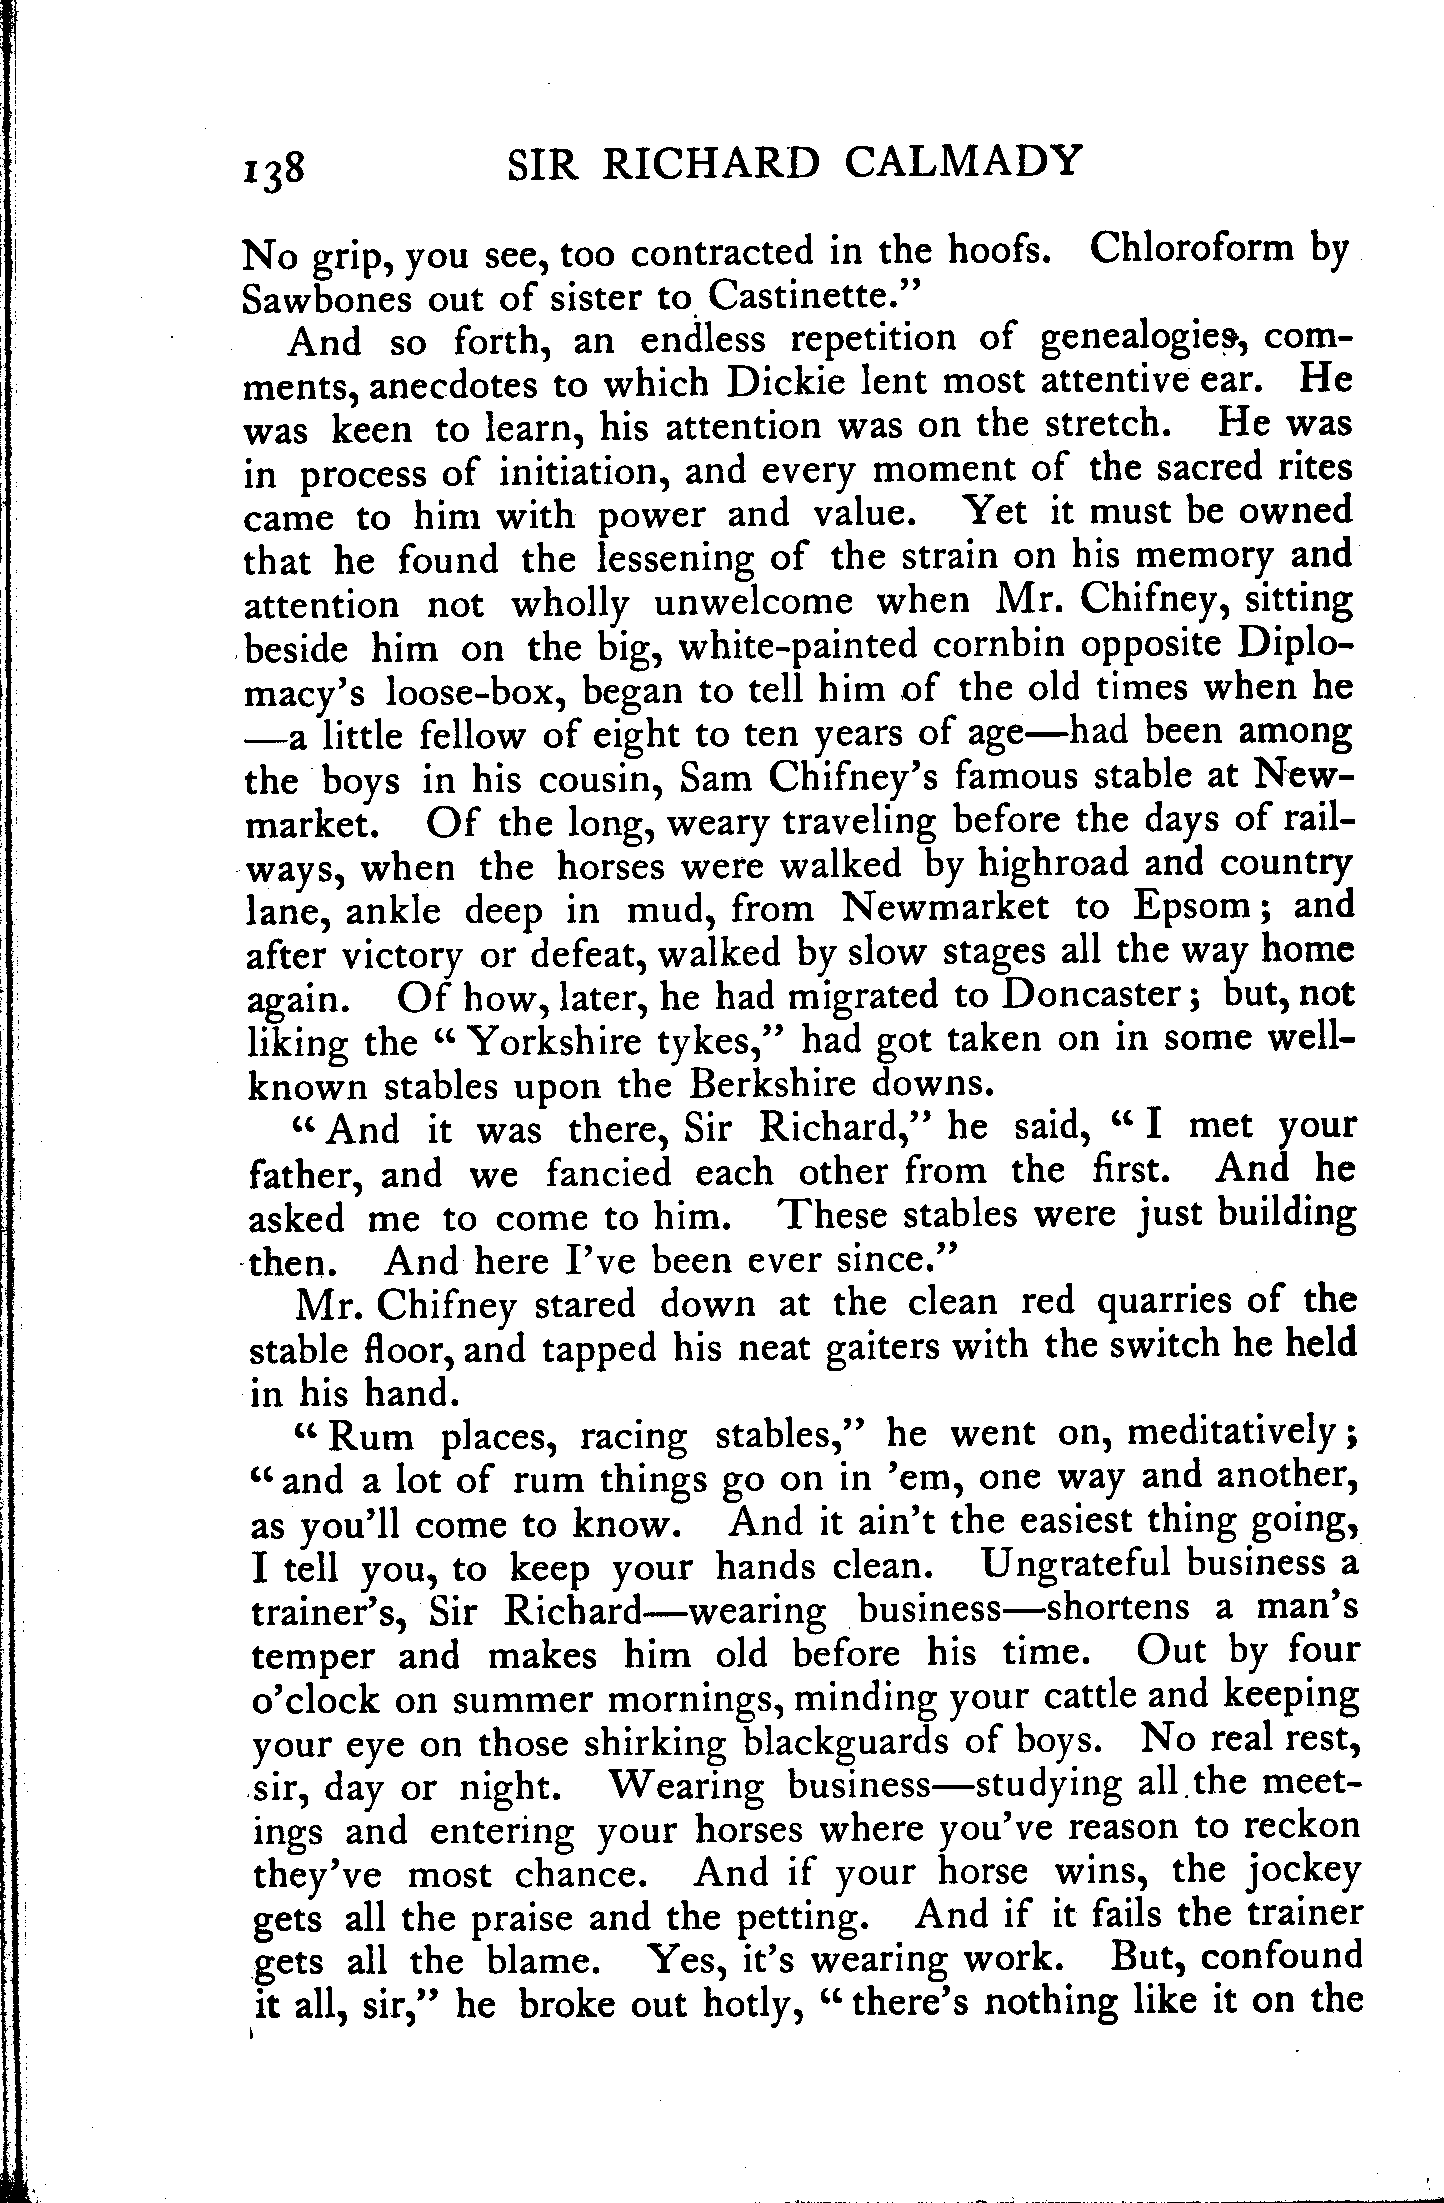 138 SIR RICHARD CALMADY
No grip, you see, too contracted in the hoofs. Chloroform by
Sawbones out of sister to Castinette.”
And so forth, an endless repetition of genealogies, com-
ments, anecdotes to which Dickie lent most attentive ear. He
was keen to learn, his attention was on the stretch. He was
in process of initiation, and every moment of the sacred rites
came to him with power and value. Yet it must be owned
that he found the lessening of the strain on his memory and
attention not wholly unwelcome when Mr. Chifney, sitting
beside him on the big, white-painted cornbin opposite Diplo-
macy’s loose-box, began to tell him of the old times when he
—a little fellow of eight to ten years of age—had been among
the boys in his cousin, Sam Chifney’s famous stable at New-
market. Of the long, weary traveling before the days of rail-
ways, when the horses were walked by highroad and country
lane, ankle deep in mud, from Newmarket to Epsom; and
after victory or defeat, walked by slow stages all the way home
again. Of how, later, he had migrated to Doncaster; but, not
liking the “Yorkshire tykes,” had got taken on in some well-
known stables upon the Berkshire downs.
“And it was there, Sir Richard,” he said, “I met your
father, and we fancied each other from the first. And he
asked me to come to him. These stables were just building
then. And here I’ve been ever since.”
Mr. Chifney stared down at the clean red quarries of the
stable floor, and tapped his neat gaiters with the switch he held
in his hand.
“Rum places, racing stables,” he went on, meditatively;
“and a lot of rum things go on in ’em, one way and another,
as you’ll come to know. And it ain’t the easiest thing going,
I tell you, to keep your hands clean. Ungrateful business a
trainer’s, Sir Richard—wearing business—shortens a man’s
temper and makes him old before his time. Out by four
o’clock on summer mornings, minding your cattle and keeping
your eye on those shirking blackguards of boys. No real rest,
sir, day or night. Wearing business—studying all the meet-
ings and entering your horses where you’ve reason to reckon
they’ve most chance. And if your horse wins, the jockey
gets all the praise and the petting. And if it fails the trainer
gets all the blame. Yes, it’s wearing work. But, confound
it all, sir,” he broke out hotly, “there’s nothing like it on the